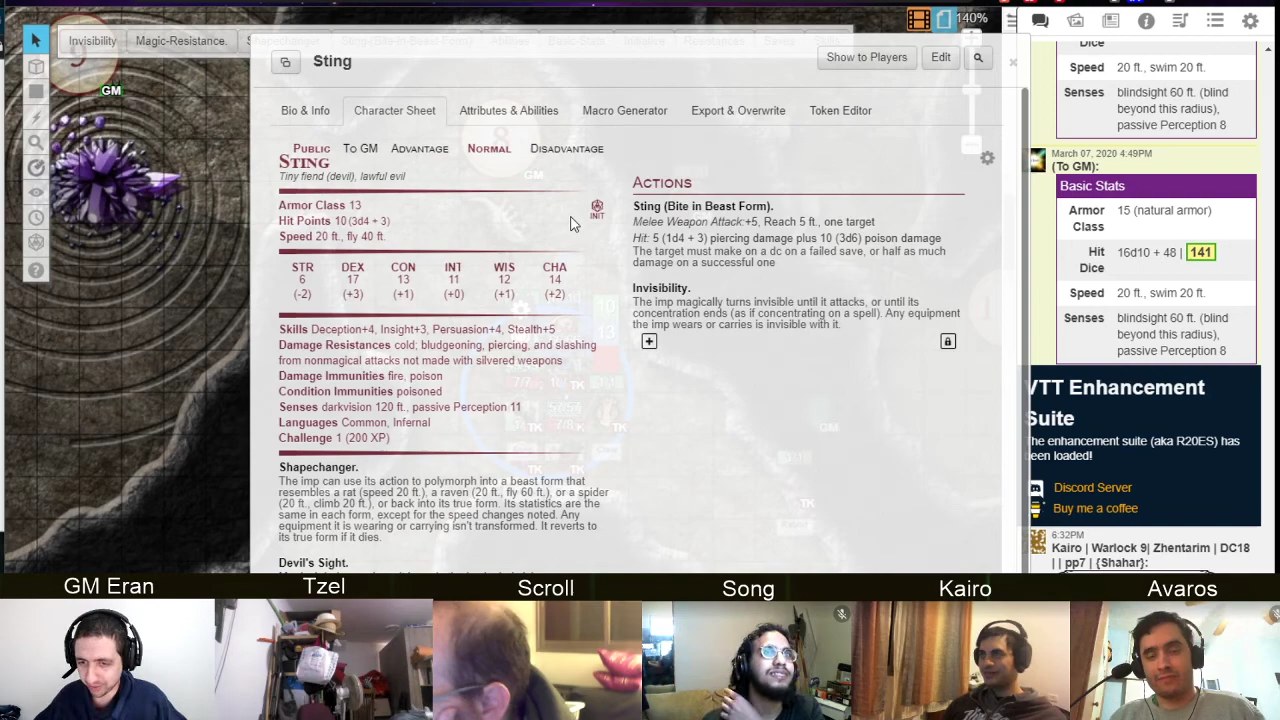 140%
Invisibility
Magic-Resistance.
GM
Sting
Show to Players
Edit
Bio & Info
Character Sheet
Attributes & Abilities
Macro Generator
Export & Overwrite
Token Editor
PUBLIC
TO GM
ADVANTAGE
NORMAL
DISADVANTAGE
STING
Tiny fiend (devil), lawful evil
Armor Class 13
Hit Points 10 (3d4 + 3)
Speed 20 ft., fly 40 ft.
INIT
STR DEX CON INT WIS CHA
6 17 13 11 12 14
(-2) (+3) (+1) (+0) (+1) (+2)
Skills Deception+4, Insight+3, Persuasion+4, Stealth+5
Damage Resistances cold; bludgeoning, piercing, and slashing
from nonmagical attacks not made with silvered weapons
Damage Immunities fire, poison
Condition Immunities poisoned
Senses darkvision 120 ft., passive Perception 11
Languages Common, Infernal
Challenge 1 (200 XP)
Shapechanger.
The imp can use its action to polymorph into a beast form that
resembles a rat (speed 20 ft.), a raven (20 ft., fly 60 ft.), or a spider
(20 ft., climb 20 ft.), or back into its true form. Its statistics are the
same in each form, except for the speed changes noted. Any
equipment it is wearing or carrying isn't transformed. It reverts to
its true form if it dies.
Devil's Sight.
ACTIONS
Sting (Bite in Beast Form).
Melee Weapon Attack:+5, Reach 5 ft., one target
Hit: 5 (1d4 + 3) piercing damage plus 10 (3d6) poison damage
The target must make on a dc on a failed save, or half as much
damage on a successful one
Invisibility.
The imp magically turns invisible until it attacks, or until its
concentration ends (as if concentrating on a spell). Any equipment
the imp wears or carries is invisible with it.
Dice
Speed 20 ft., swim 20 ft.
Senses blindsight 60 ft. (blind
beyond this radius),
passive Perception 8
March 07, 2020 4:49PM
(To GM):
Basic Stats
Armor Class 15 (natural armor)
Hit Dice 16d10 + 48 | 141
Speed 20 ft., swim 20 ft.
Senses blindsight 60 ft. (blind
beyond this radius),
passive Perception 8
VTT Enhancement
Suite
The enhancement suite (aka R20ES) has
been loaded!
Discord Server
Buy me a coffee
6:32PM
Kairo | Warlock 9| Zhentarim | DC18
| | pp7 | {Shahar}:
GM Eran
Tzel
Scroll
Song
Kairo
Avaros